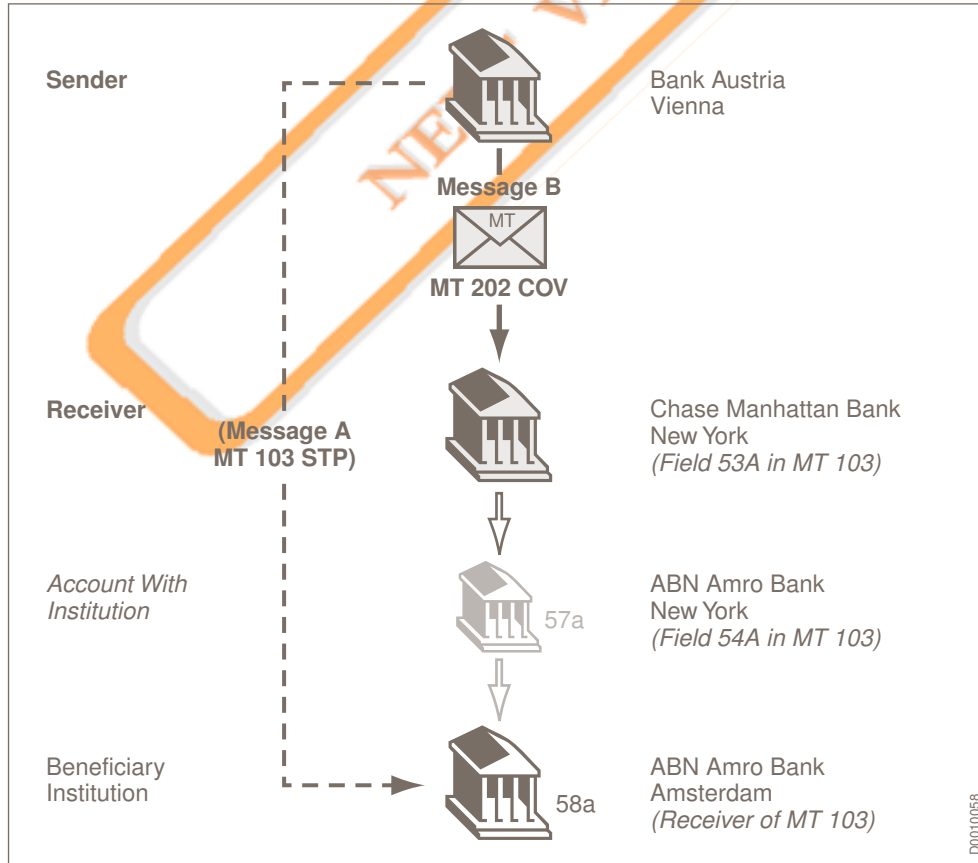 Sender
Bank Austria
Vienna
Message B
MT
MT 202 COV
Receiver
(Message A
MT 103 STP)
Chase Manhattan Bank
New York
(Field 53A in MT 103)
Account With
Institution
57a
ABN Amro Bank
New York
(Field 54A in MT 103)
Beneficiary
Institution
58a
ABN Amro Bank
Amsterdam
(Receiver of MT 103)
D0010058